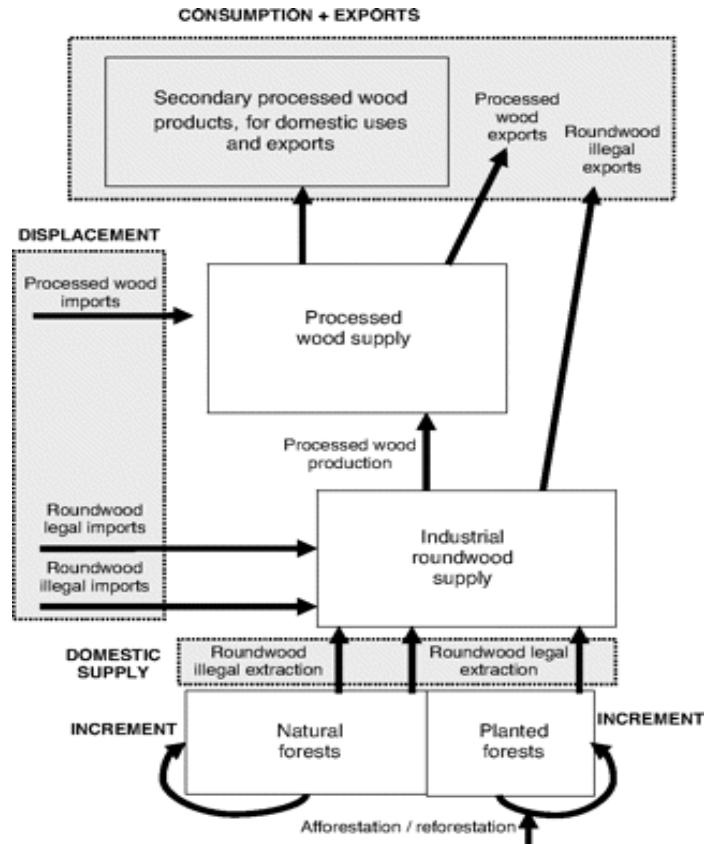 CONSUMPTION + EXPORTS
Secondary processed wood
products, for domestic uses
and exports
Processed
wood
exports
Roundwood
illegal
exports
DISPLACEMENT
Processed wood
imports
Processed
wood supply
Processed wood
production
Roundwood
legal imports
Roundwood
illegal imports
Industrial
roundwood
supply
DOMESTIC
SUPPLY
Roundwood
illegal extraction
Roundwood legal
extraction
INCREMENT
Natural
forests
Planted
forests
INCREMENT
Afforestation / reforestation